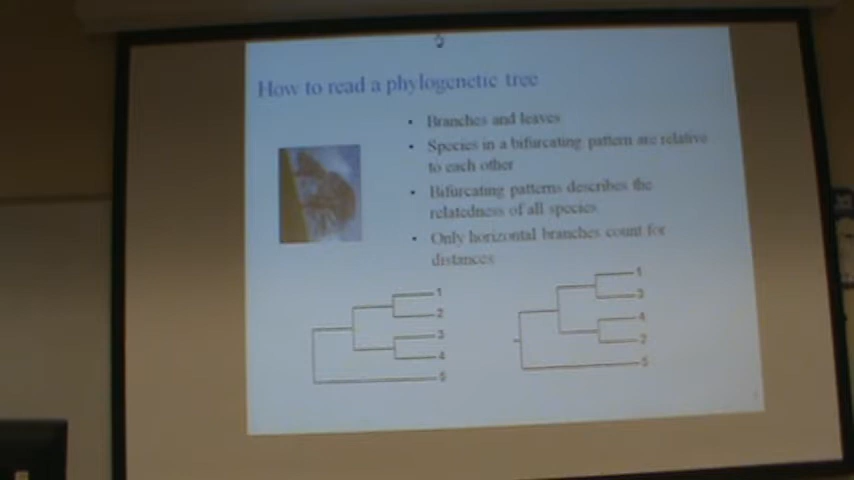 How to read a phylogenetic tree
• Branches and leaves
• Species in a bifurcating pattern are relative
to each other
• Bifurcating patterns describes the
relatedness of all species
• Only horizontal branches count for
distances
1
2
3
4
5
1
3
4
2
5